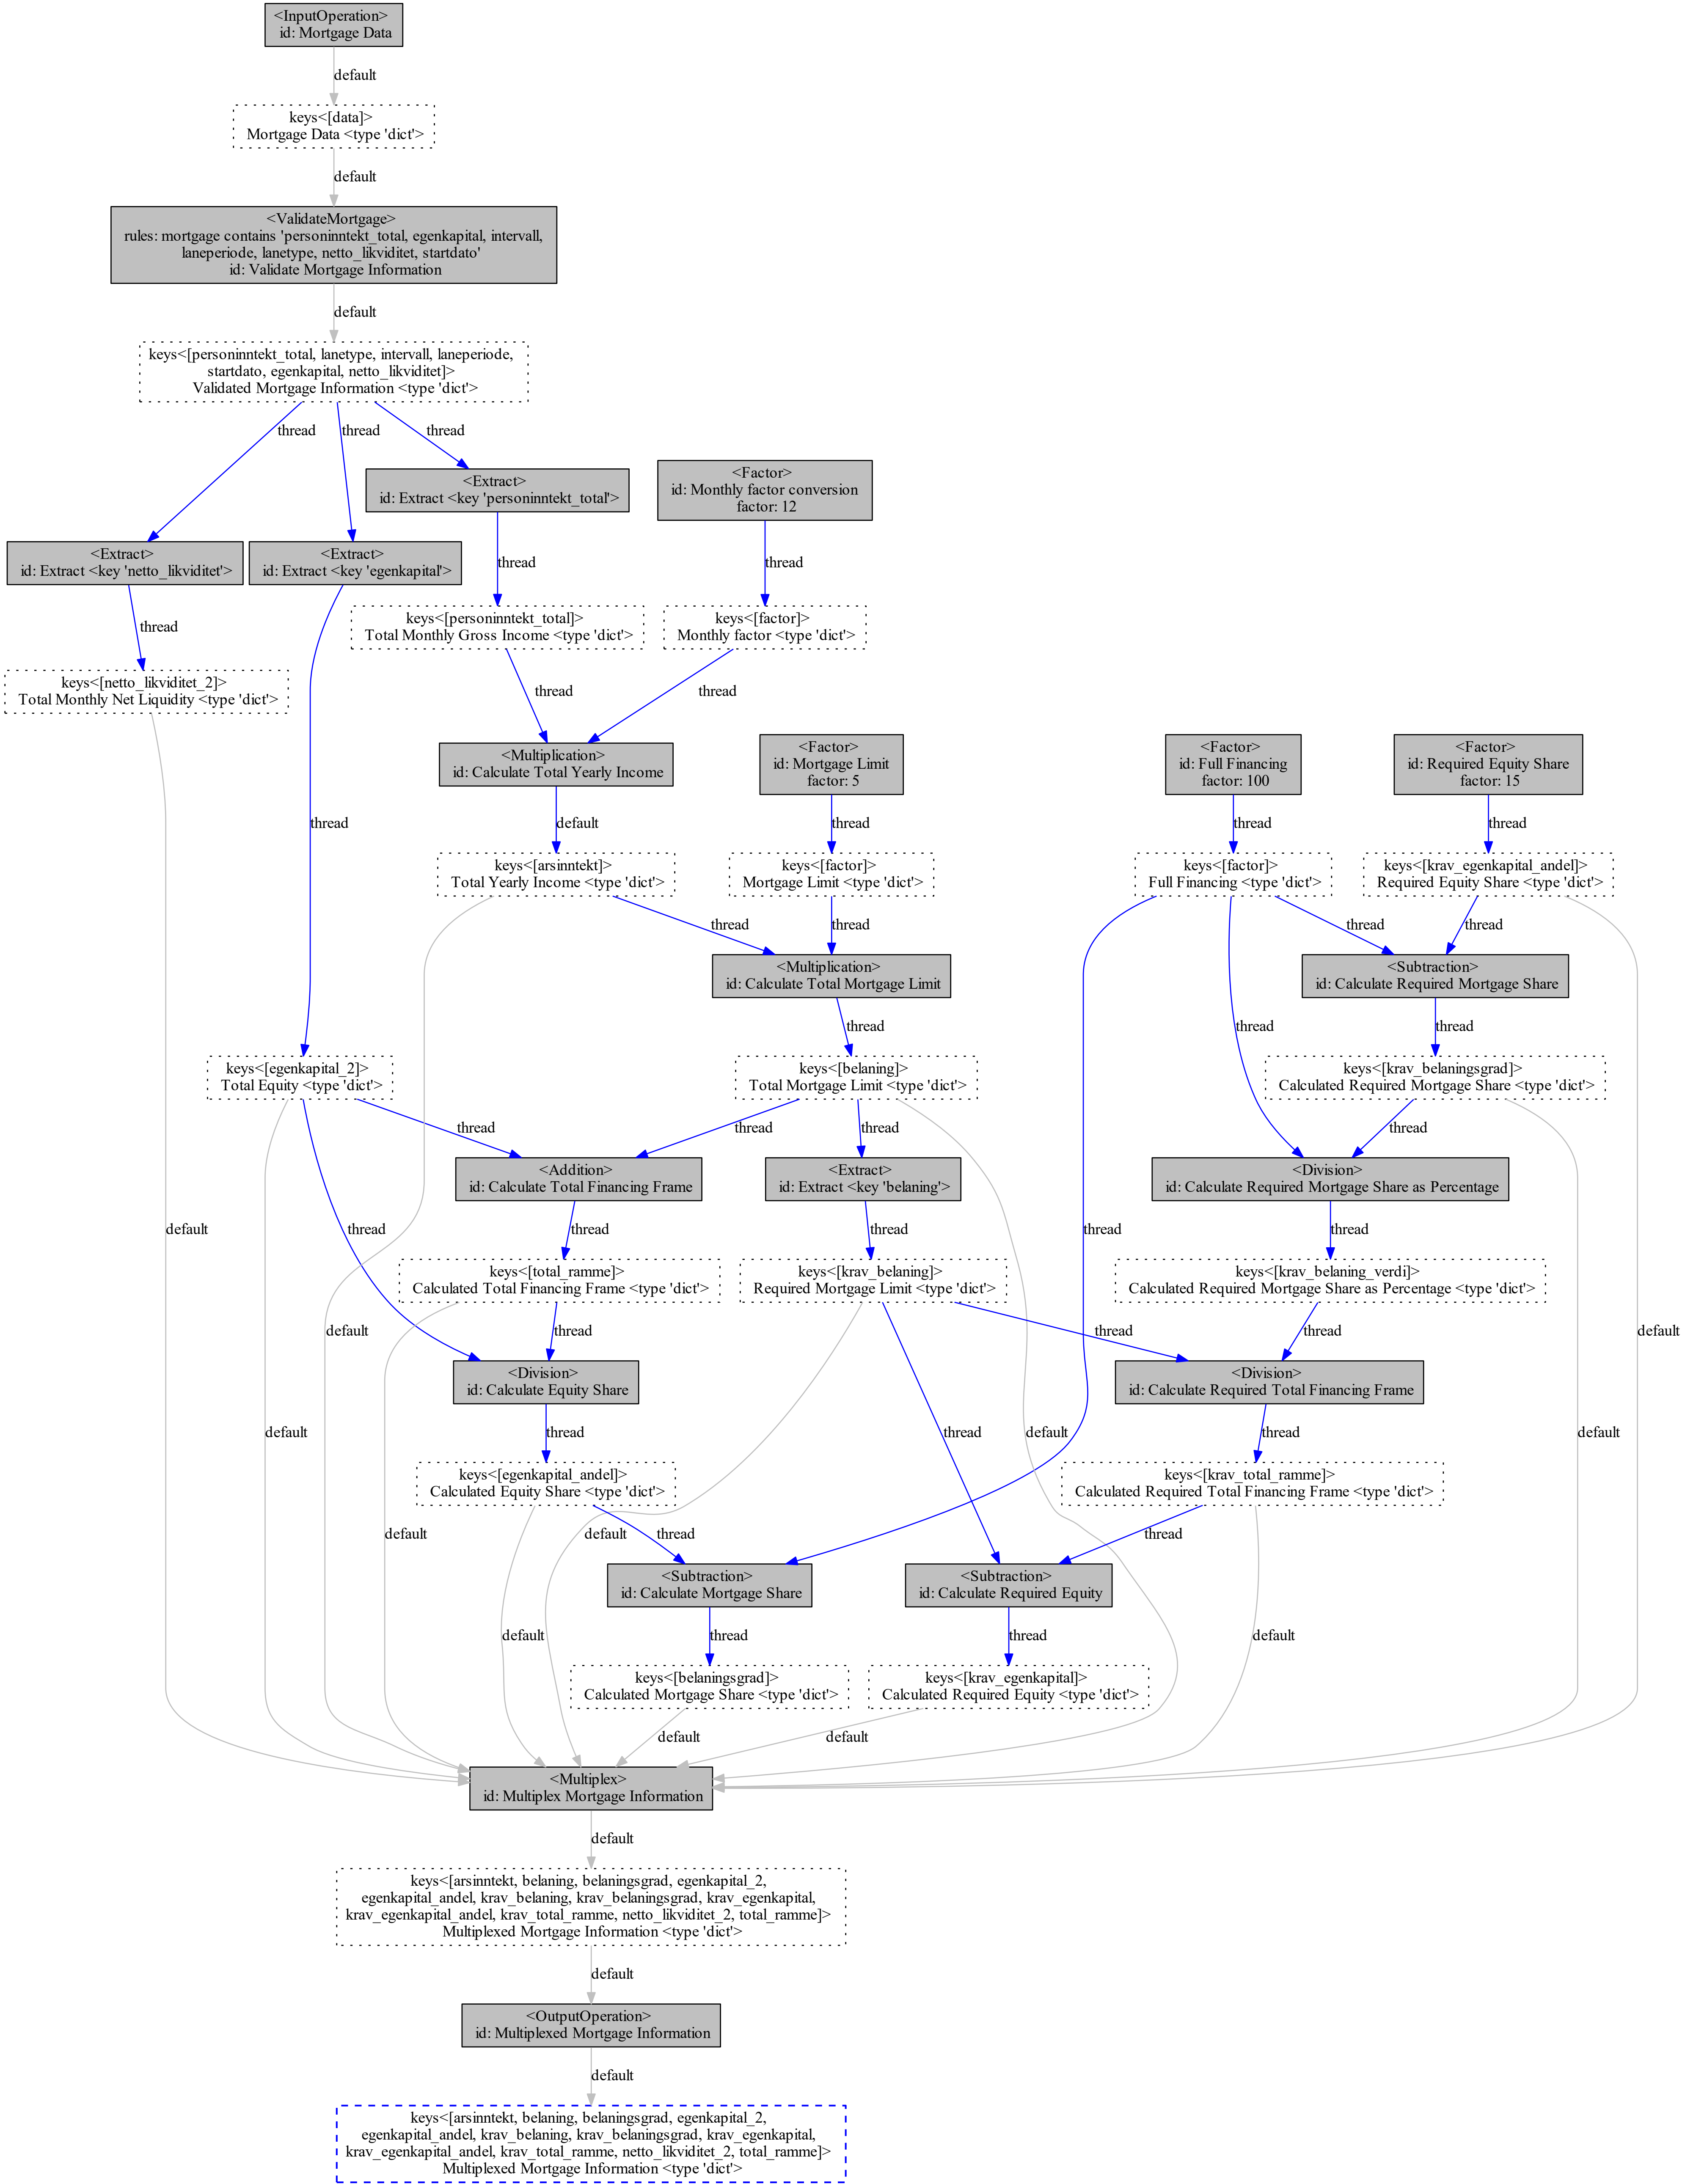 <InputOperation>
id: Mortgage Data
default
keys<[data]>
Mortgage Data <type 'dict'>
default
<ValidateMortgage>
rules: mortgage contains 'personinntekt_total, egenkapital, intervall,
laneperiode, lanetype, netto_likviditet, startdato'
id: Validate Mortgage Information
default
keys<[personinntekt_total, lanetype, intervall, laneperiode,
startdato, egenkapital, netto_likviditet]>
Validated Mortgage Information <type 'dict'>
thread
thread
thread
<Extract>
id: Extract <key 'personinntekt_total'>
<Factor>
id: Monthly factor conversion
factor: 12
<Extract>
id: Extract <key 'netto_likviditet'>
<Extract>
id: Extract <key 'egenkapital'>
thread
thread
thread
keys<[personinntekt_total]>
Total Monthly Gross Income <type 'dict'>
keys<[factor]>
Monthly factor <type 'dict'>
keys<[netto_likviditet_2]>
Total Monthly Net Liquidity <type 'dict'>
thread
thread
<Multiplication>
id: Calculate Total Yearly Income
<Factor>
id: Mortgage Limit
factor: 5
<Factor>
id: Full Financing
factor: 100
<Factor>
id: Required Equity Share
factor: 15
thread
default
thread
thread
thread
keys<[arsinntekt]>
Total Yearly Income <type 'dict'>
keys<[factor]>
Mortgage Limit <type 'dict'>
keys<[factor]>
Full Financing <type 'dict'>
keys<[krav_egenkapital_andel]>
Required Equity Share <type 'dict'>
thread
thread
thread
thread
<Multiplication>
id: Calculate Total Mortgage Limit
<Subtraction>
id: Calculate Required Mortgage Share
thread
thread
thread
keys<[egenkapital_2]>
Total Equity <type 'dict'>
keys<[belaning]>
Total Mortgage Limit <type 'dict'>
keys<[krav_belaningsgrad]>
Calculated Required Mortgage Share <type 'dict'>
thread
thread
thread
thread
<Addition>
id: Calculate Total Financing Frame
<Extract>
id: Extract <key 'belaning'>
<Division>
id: Calculate Required Mortgage Share as Percentage
default
thread
thread
thread
thread
thread
keys<[total_ramme]>
Calculated Total Financing Frame <type 'dict'>
keys<[krav_belaning]>
Required Mortgage Limit <type 'dict'>
keys<[krav_belaning_verdi]>
Calculated Required Mortgage Share as Percentage <type 'dict'>
default
thread
thread
thread
default
<Division>
id: Calculate Equity Share
<Division>
id: Calculate Required Total Financing Frame
default
thread
thread
default
thread
default
keys<[egenkapital_andel]>
Calculated Equity Share <type 'dict'>
keys<[krav_total_ramme]>
Calculated Required Total Financing Frame <type 'dict'>
default
default
thread
thread
<Subtraction>
id: Calculate Mortgage Share
<Subtraction>
id: Calculate Required Equity
default
thread
thread
default
keys<[belaningsgrad]>
Calculated Mortgage Share <type 'dict'>
keys<[krav_egenkapital]>
Calculated Required Equity <type 'dict'>
default
default
<Multiplex>
id: Multiplex Mortgage Information
default
keys<[arsinntekt, belaning, belaningsgrad, egenkapital_2,
egenkapital_andel, krav_belaning, krav_belaningsgrad, krav_egenkapital,
krav_egenkapital_andel, krav_total_ramme, netto_likviditet_2, total_ramme]>
Multiplexed Mortgage Information <type 'dict'>
default
<OutputOperation>
id: Multiplexed Mortgage Information
default
keys<[arsinntekt, belaning, belaningsgrad, egenkapital_2,
egenkapital_andel, krav_belaning, krav_belaningsgrad, krav_egenkapital,
krav_egenkapital_andel, krav_total_ramme, netto_likviditet_2, total_ramme]>
Multiplexed Mortgage Information <type 'dict'>